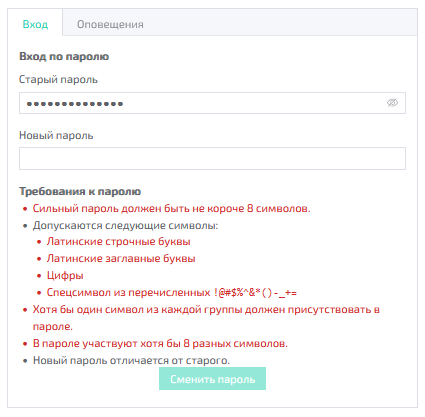 Вход Оповещения
Вход по паролю
Старый пароль
••••••••••••••
Новый пароль
Требования к паролю
• Сильный пароль должен быть не короче 8 символов.
• Допускаются следующие символы:
• Латинские строчные буквы
• Латинские заглавные буквы
• Цифры
• Спецсимвол из перечисленных !@#$%^&*()-_+=
• Хотя бы один символ из каждой группы должен присутствовать в
пароле.
• В пароле участвуют хотя бы 8 разных символов.
• Новый пароль отличается от старого.
Сменить пароль